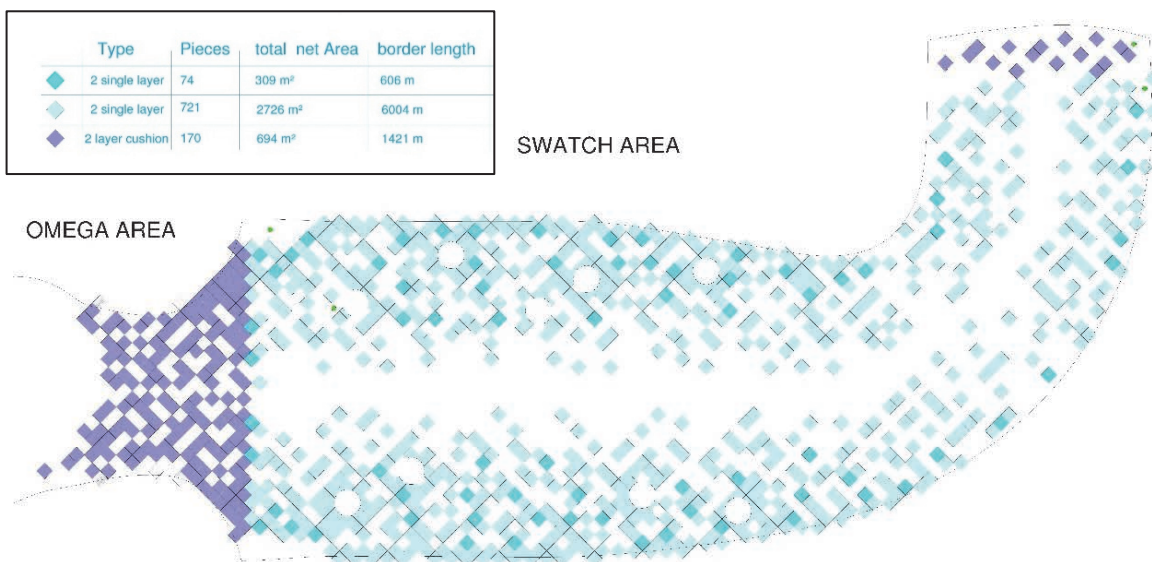 Type Pieces total net Area border length
2 single layer 74 309 m² 606 m
2 single layer 721 2726 m² 6004 m
2 layer cushion 170 694 m² 1421 m
SWATCH AREA
OMEGA AREA